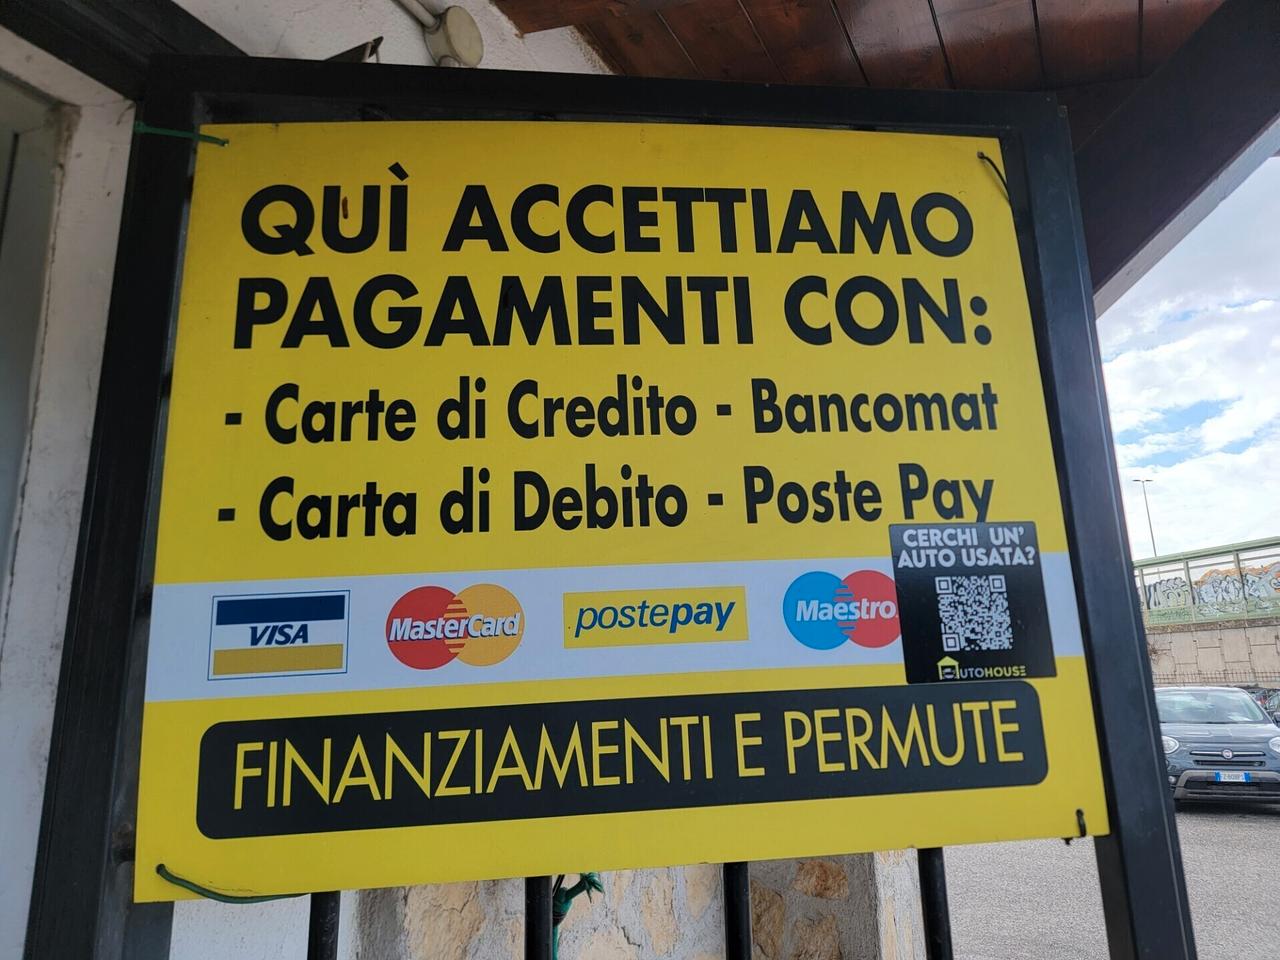 QUÌ ACCETTIAMO
PAGAMENTI CON:
- Carte di Credito - Bancomat
- Carta di Debito - Poste Pay
CERCHI UN'
AUTO USATA?
VISA
MasterCard
postepay
Maestro
AUTOHOUSE
FINANZIAMENTI E PERMUTE